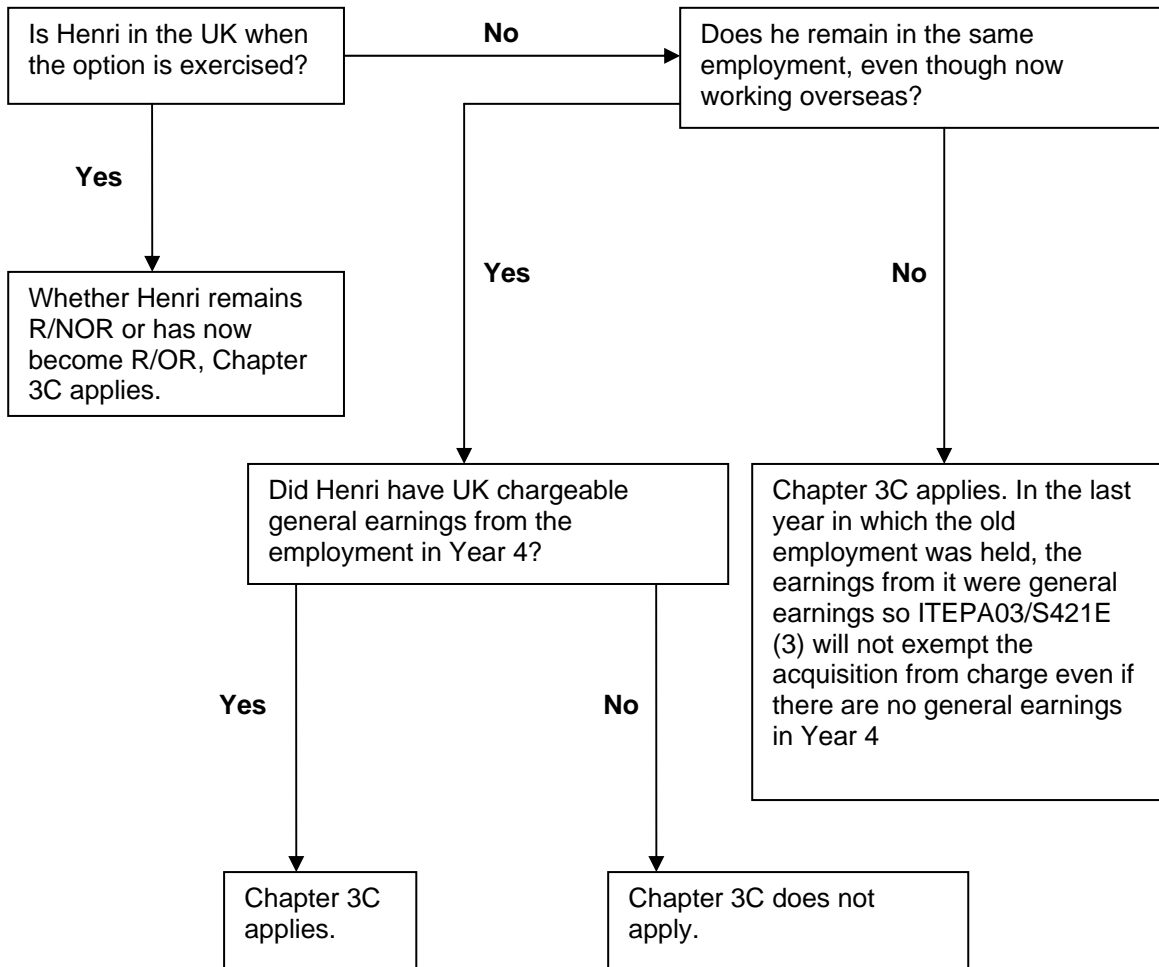 Is Henri in the UK when
the option is exercised?
No
Does he remain in the same
employment, even though now
working overseas?
Yes
Whether Henri remains
R/NOR or has now
become R/OR, Chapter
3C applies.
Yes
No
Did Henri have UK chargeable
general earnings from the
employment in Year 4?
Chapter 3C applies. In the last
year in which the old
employment was held, the
earnings from it were general
earnings so ITEPA03/S421E
(3) will not exempt the
acquisition from charge even if
there are no general earnings
in Year 4
Yes
No
Chapter 3C
applies.
Chapter 3C does not
apply.